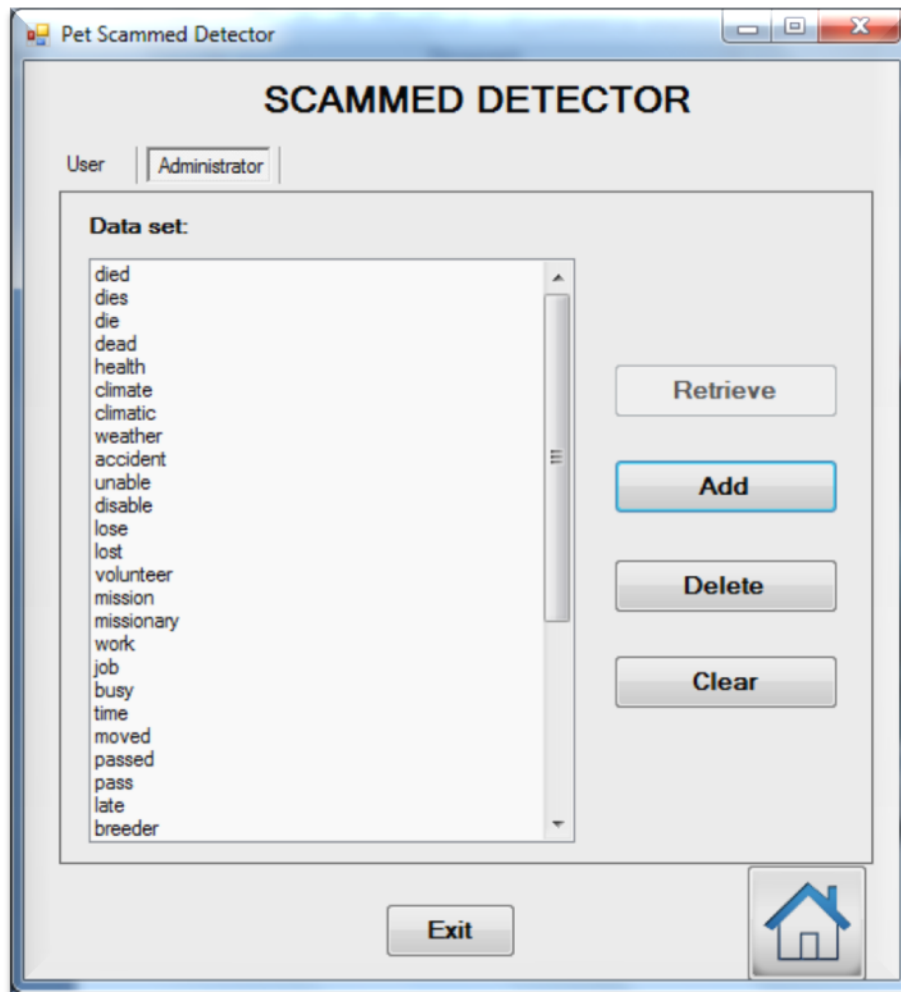 Pet Scammed Detector
SCAMMED DETECTOR
User Administrator
Data set:
died
dies
die
dead
health
climate
climatic
weather
accident
unable
disable
lose
lost
volunteer
mission
missionary
work
job
busy
time
moved
passed
pass
late
breeder
Retrieve
Add
Delete
Clear
Exit